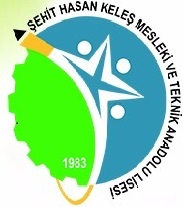 ŞEHİT HASAN KELEŞ MESLEKİ VE TEKNİK ANADOLU LİSESİ
1983